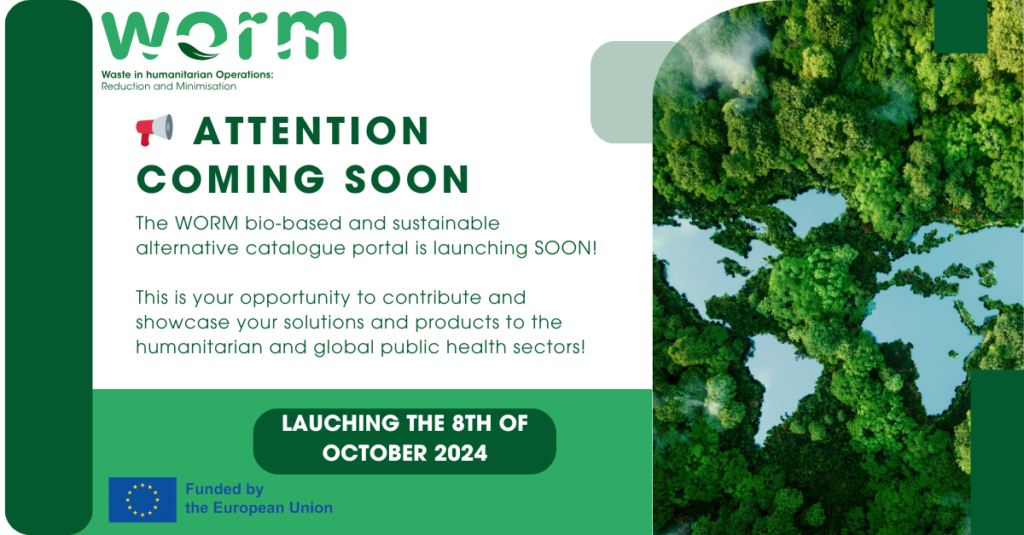 worm
Waste in humanitarian Operations:
Reduction and Minimisation
ATTENTION
COMING SOON
The WORM bio-based and sustainable
alternative catalogue portal is launching SOON!
This is your opportunity to contribute and
showcase your solutions and products to the
humanitarian and global public health sectors!
LAUCHING THE 8TH OF
OCTOBER 2024
Funded by
the European Union